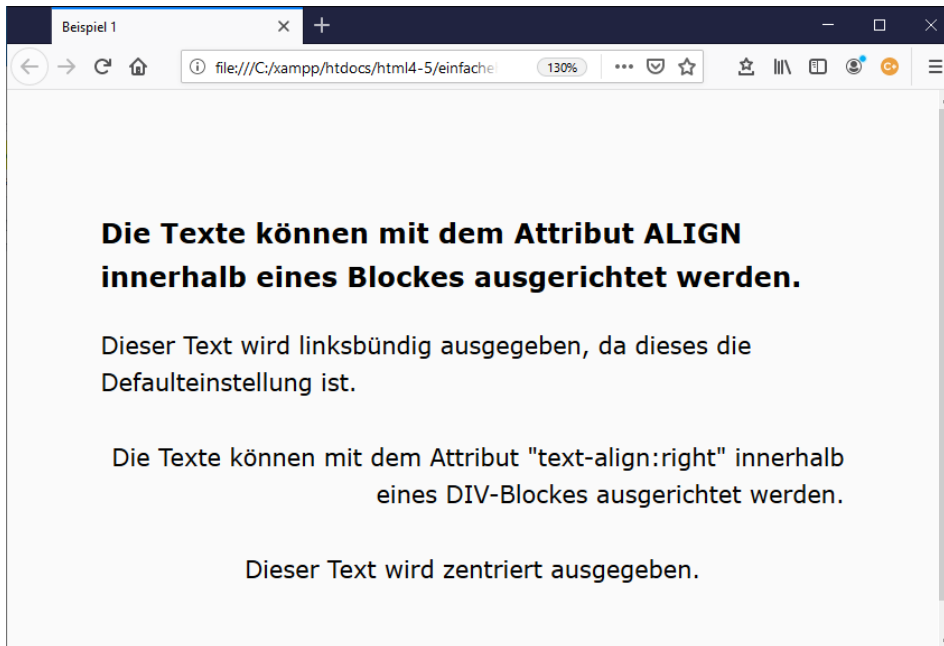 Beispiel 1
file:///C:/xampp/htdocs/html4-5/einfache
130%
Die Texte können mit dem Attribut ALIGN
innerhalb eines Blockes ausgerichtet werden.
Dieser Text wird linksbündig ausgegeben, da dieses die
Defaulteinstellung ist.
Die Texte können mit dem Attribut "text-align:right" innerhalb
eines DIV-Blockes ausgerichtet werden.
Dieser Text wird zentriert ausgegeben.